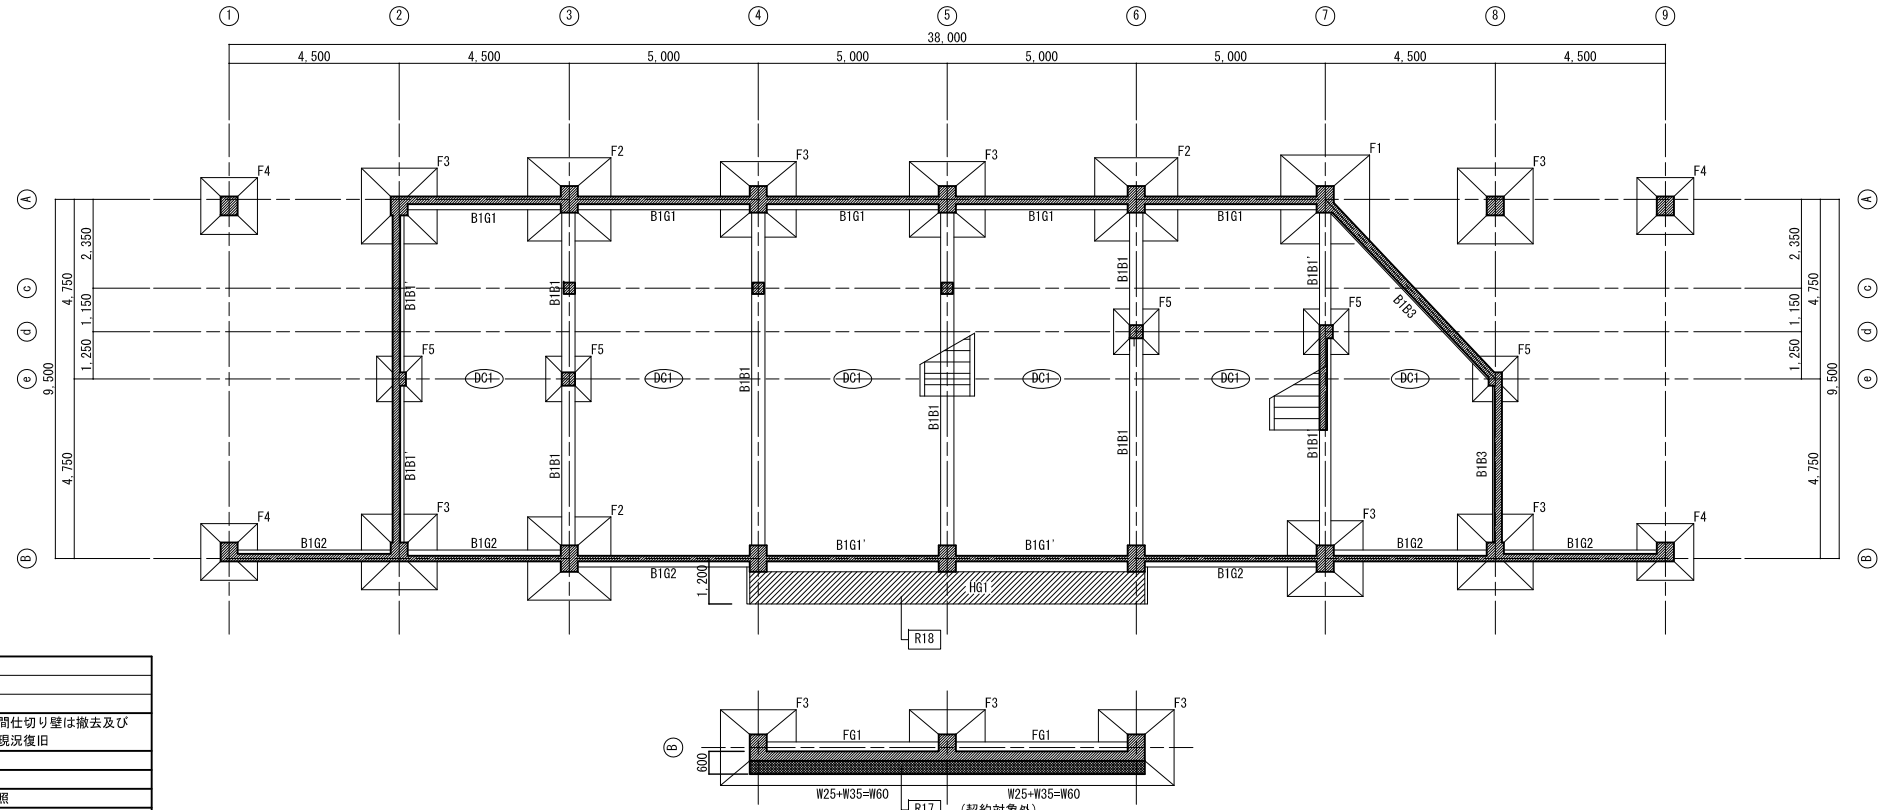 1 2 3 4 5 6 7 8 9
38,000
4,500 4,500 5,000 5,000 5,000 5,000 4,500 4,500
F4 F3 F2 F3 F3 F2 F1 F3 F4
A A
B1G1 B1G1 B1G1 B1G1 B1G1
2,350 2,350
4,750 4,750
B1B1' B1B1 B1B1 B1B1'
c c
B1B3
1,150 1,150
F5 F5
d d
1,250 1,250
F5 F5 F5
9,500 9,500
e DC1 DC1 DC1 DC1 DC1 DC1 e
B1B1 B1B1
4,750 4,750
B1B1' B1B1 B1B1 B1B1' B1B3
F4 F3 F2 F3 F3 F4
B1G2 B1G2 B1G1' B1G1' B1G2 B1G2
B B
B1G2 B1G2
1,200
HG1
R18
間仕切り壁は撤去及び
現況復旧
照
F3 F3 F3
FG1 FG1
B
600
W25+W35=W60 W25+W35=W60
R17 (契約対象外)